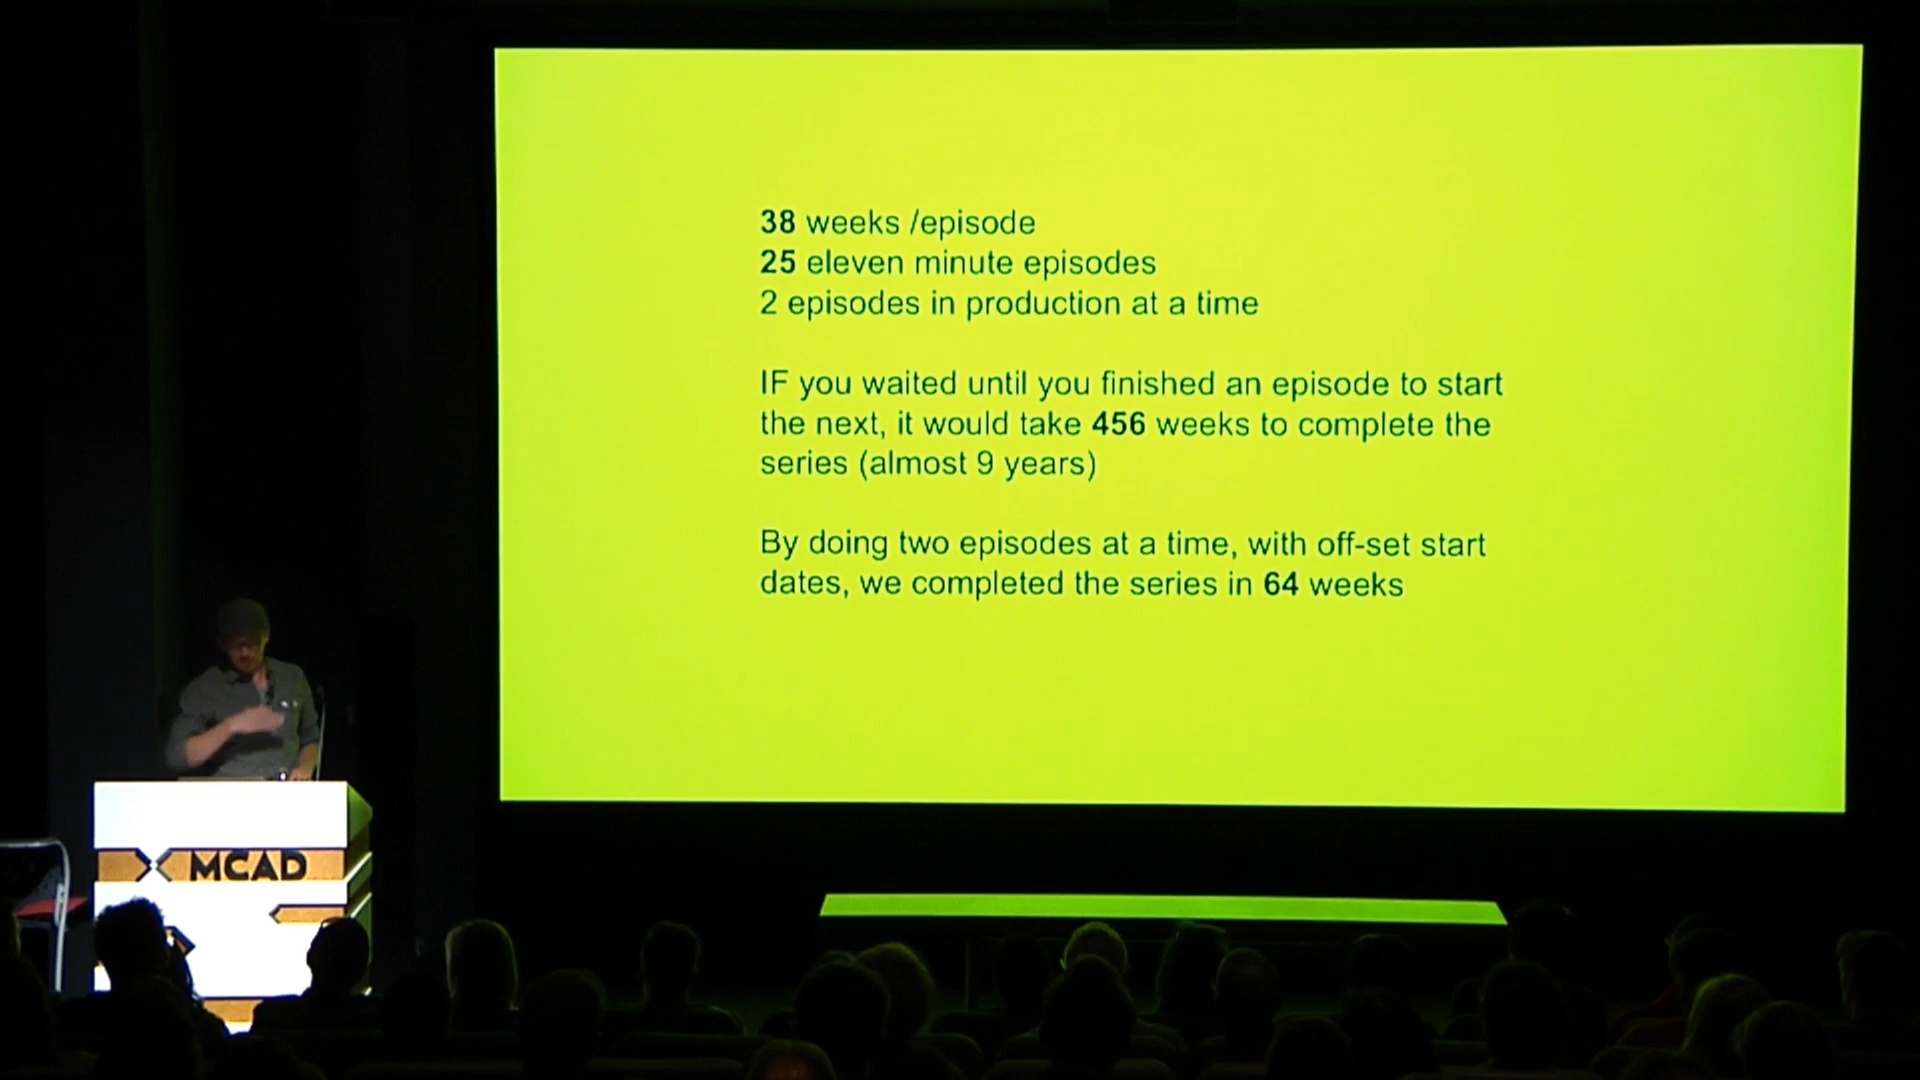 38 weeks /episode
25 eleven minute episodes
2 episodes in production at a time
IF you waited until you finished an episode to start
the next, it would take 456 weeks to complete the
series (almost 9 years)
By doing two episodes at a time, with off-set start
dates, we completed the series in 64 weeks
MCAD